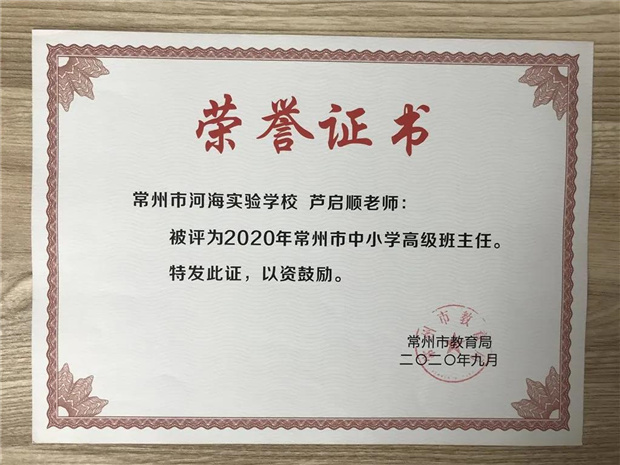 荣誉证书
常州市河海实验学校 芦启顺老师：
被评为2020年常州市中小学高级班主任。
特发此证，以资鼓励。
常州市教育局
二〇二〇年九月